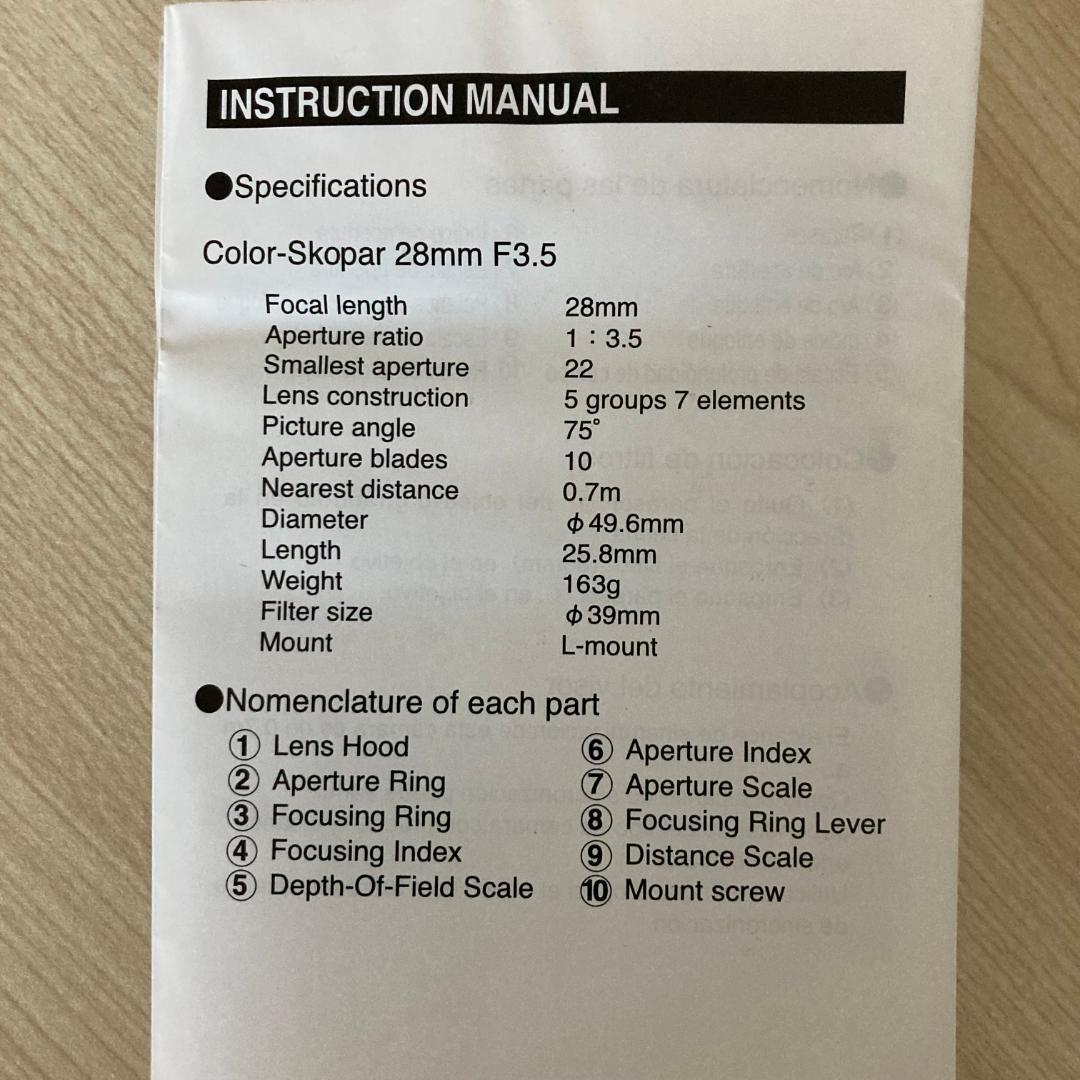 INSTRUCTION MANUAL
●Specifications
Color-Skopar 28mm F3.5
Focal length 28mm
Aperture ratio 1：3.5
Smallest aperture 22
Lens construction 5 groups 7 elements
Picture angle 75°
Aperture blades 10
Nearest distance 0.7m
Diameter φ49.6mm
Length 25.8mm
Weight 163g
Filter size φ39mm
Mount L-mount
●Nomenclature of each part
① Lens Hood ⑥ Aperture Index
② Aperture Ring ⑦ Aperture Scale
③ Focusing Ring ⑧ Focusing Ring Lever
④ Focusing Index ⑨ Distance Scale
⑤ Depth-Of-Field Scale ⑩ Mount screw